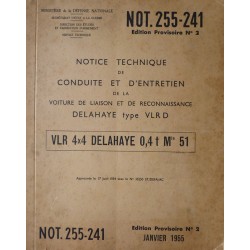 MINISTÈRE DE LA DÉFENSE NATIONALE
NOT. 255-241
Edition Provisoire N° 2
NOTICE TECHNIQUE
DE
CONDUITE ET D'ENTRETIEN
DE LA
VOITURE DE LIAISON ET DE RECONNAISSANCE
DELAHAYE type VLRD
VLR 4x4 DELAHAYE 0,4 t Mle 51
NOT. 255-241
Edition Provisoire N° 2
JANVIER 1955